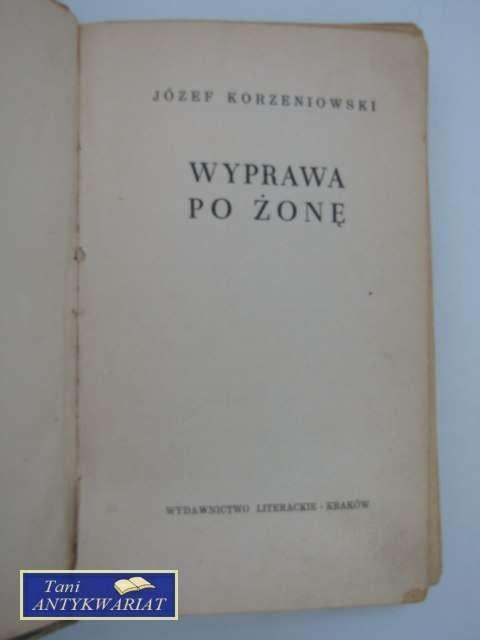 JÓZEF KORZENIOWSKI
WYPRAWA
PO ŻONĘ
WYDAWNICTWO LITERACKIE · KRAKÓW
Tani
ANTYKWARIAT